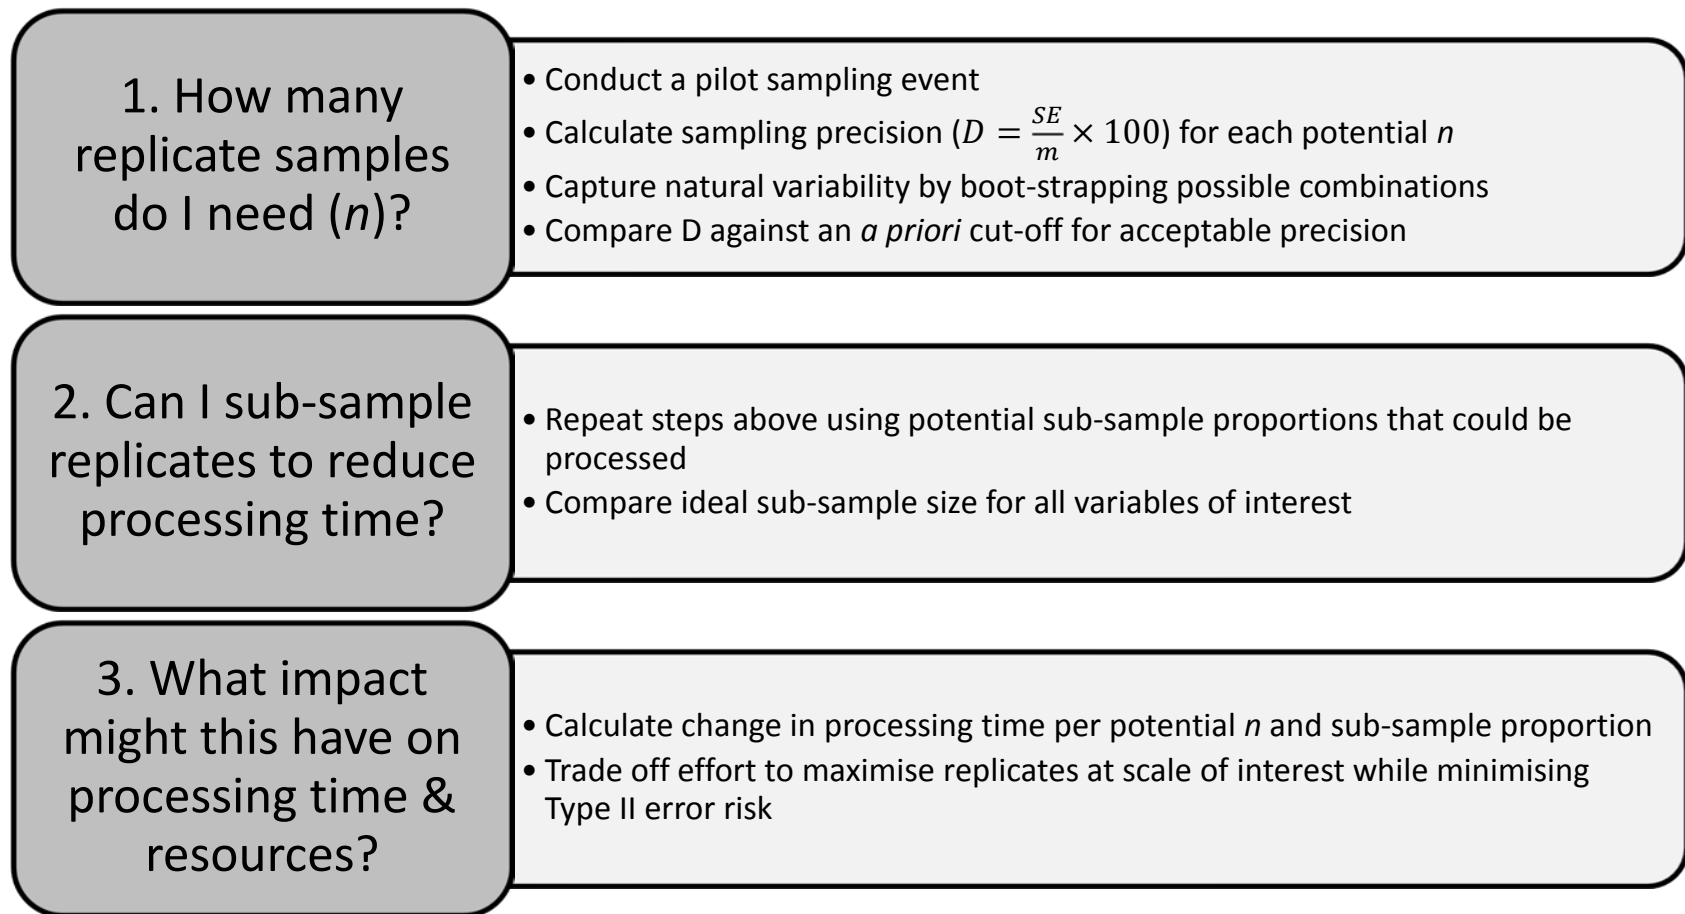 1. How many
replicate samples
do I need (n)?
• Conduct a pilot sampling event
• Calculate sampling precision (D = SE/m × 100) for each potential n
• Capture natural variability by boot-strapping possible combinations
• Compare D against an a priori cut-off for acceptable precision
2. Can I sub-sample
replicates to reduce
processing time?
• Repeat steps above using potential sub-sample proportions that could be
processed
• Compare ideal sub-sample size for all variables of interest
3. What impact
might this have on
processing time &
resources?
• Calculate change in processing time per potential n and sub-sample proportion
• Trade off effort to maximise replicates at scale of interest while minimising
Type II error risk